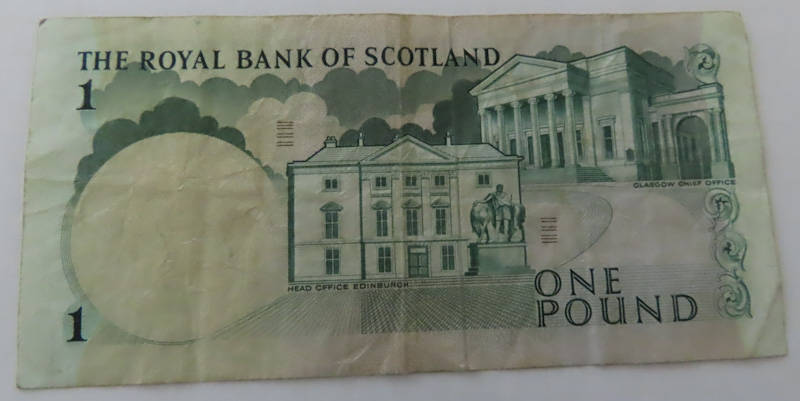 THE ROYAL BANK OF SCOTLAND
1
GLASGOW CHIEF OFFICE
HEAD OFFICE EDINBURGH
ONE
POUND
1